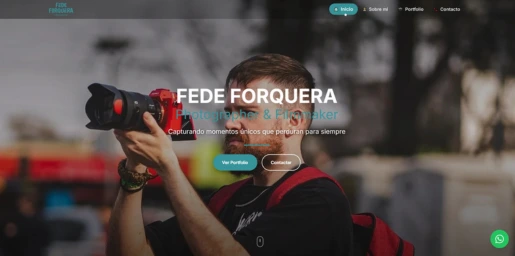 FEDE
FORQUERA
Inicio
Sobre mí
Portfolio
Contacto
FEDE FORQUERA
Photographer & Filmmaker
Capturando momentos únicos que perduran para siempre
Ver Portfolio
Contactar